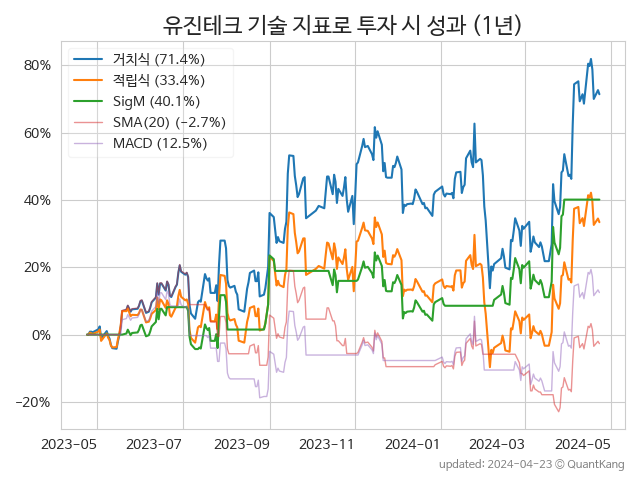 유진테크 기술 지표로 투자 시 성과 (1년)
거치식 (71.4%)
적립식 (33.4%)
SigM (40.1%)
SMA(20) (−2.7%)
MACD (12.5%)
80%
60%
40%
20%
0%
−20%
2023-05 2023-07 2023-09 2023-11 2024-01 2024-03 2024-05
updated: 2024-04-23 © QuantKang